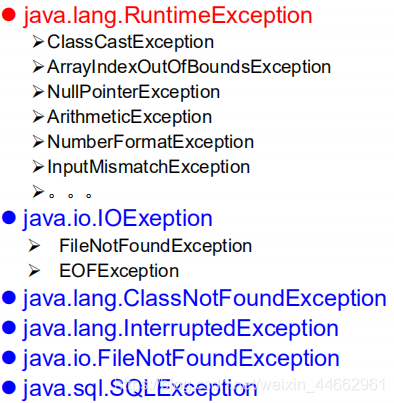 java.lang.RuntimeException
ClassCastException
ArrayIndexOutOfBoundsException
NullPointerException
ArithmeticException
NumberFormatException
InputMismatchException
。。。
java.io.IOExeption
FileNotFoundException
EOFException
java.lang.ClassNotFoundException
java.lang.InterruptedException
java.io.FileNotFoundException
java.sql.SQLException
weixin_44662961